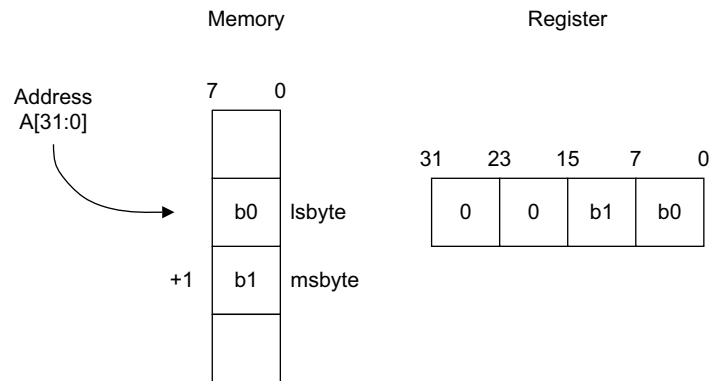 Memory
Register
Address
A[31:0]
7 0
b0 lsbyte
+1 b1 msbyte
31 23 15 7 0
0 0 b1 b0